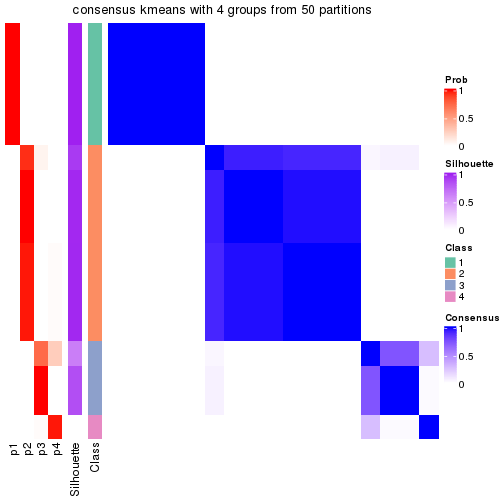 consensus kmeans with 4 groups from 50 partitions
Prob
1
0.5
0
Silhouette
1
0.5
0
Class
1
2
3
4
Consensus
1
0.5
0
p1
p2
p3
p4
Silhouette
Class